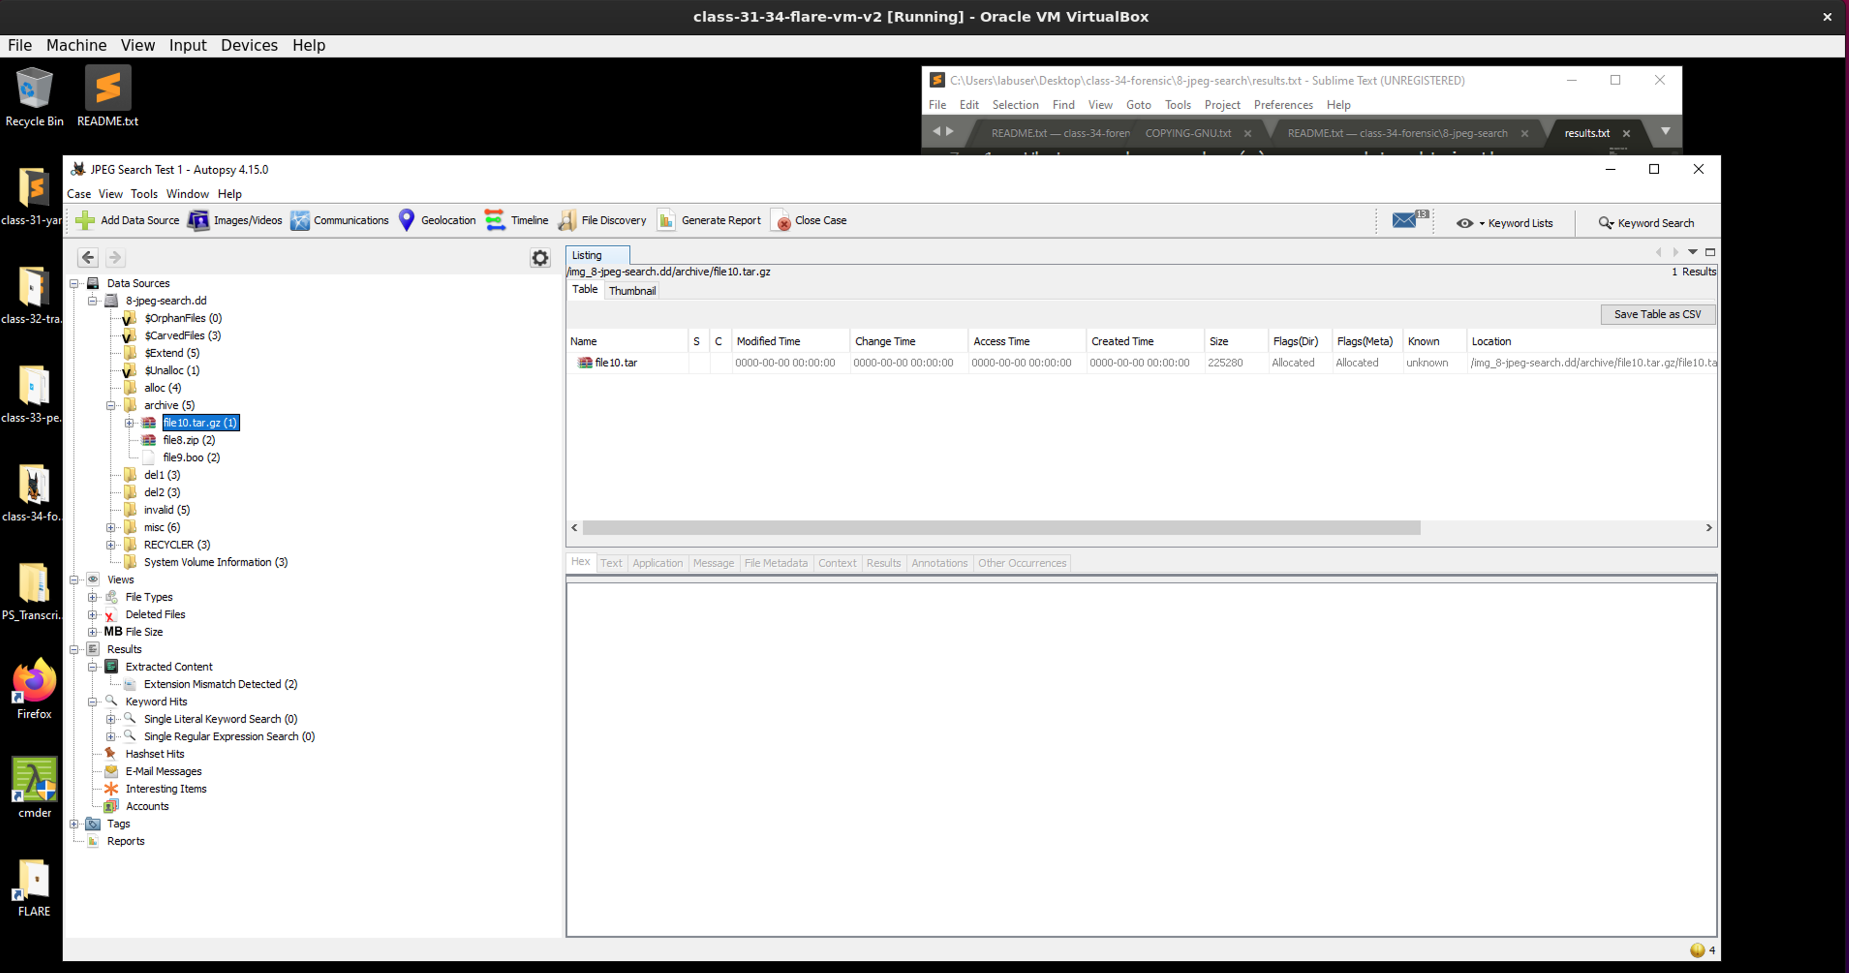 class-31-34-flare-vm-v2 [Running] - Oracle VM VirtualBox
File Machine View Input Devices Help
Recycle Bin
README.txt
C:\Users\labuser\Desktop\class-34-forensic\8-jpeg-search\results.txt - Sublime Text (UNREGISTERED)
File Edit Selection Find View Goto Tools Project Preferences Help
README.txt — class-34-foren COPYING-GNU.txt README.txt — class-34-forensic\8-jpeg-search results.txt
class-31-yar
class-32-tra.
class-33-pe.
class-34-fo..
PS_Transcri..
Firefox
cmder
FLARE
JPEG Search Test 1 - Autopsy 4.15.0
Case View Tools Window Help
Add Data Source Images/Videos Communications Geolocation Timeline File Discovery Generate Report Close Case 13 Keyword Lists Keyword Search
Data Sources
8-jpeg-search.dd
$OrphanFiles (0)
$CarvedFiles (3)
$Extend (5)
$Unalloc (1)
alloc (4)
archive (5)
file10.tar.gz (1)
file8.zip (2)
file9.boo (2)
del1 (3)
del2 (3)
invalid (5)
misc (6)
RECYCLER (3)
System Volume Information (3)
Views
File Types
Deleted Files
MB File Size
Results
Extracted Content
Extension Mismatch Detected (2)
Keyword Hits
Single Literal Keyword Search (0)
Single Regular Expression Search (0)
Hashset Hits
E-Mail Messages
Interesting Items
Accounts
Tags
Reports
Listing
/img_8-jpeg-search.dd/archive/file10.tar.gz 1 Results
Table Thumbnail
Save Table as CSV
Name S C Modified Time Change Time Access Time Created Time Size Flags(Dir) Flags(Meta) Known Location
file10.tar 0000-00-00 00:00:00 0000-00-00 00:00:00 0000-00-00 00:00:00 0000-00-00 00:00:00 225280 Allocated Allocated unknown /img_8-jpeg-search.dd/archive/file10.tar.gz/file10.ta
Hex Text Application Message File Metadata Context Results Annotations Other Occurrences
4